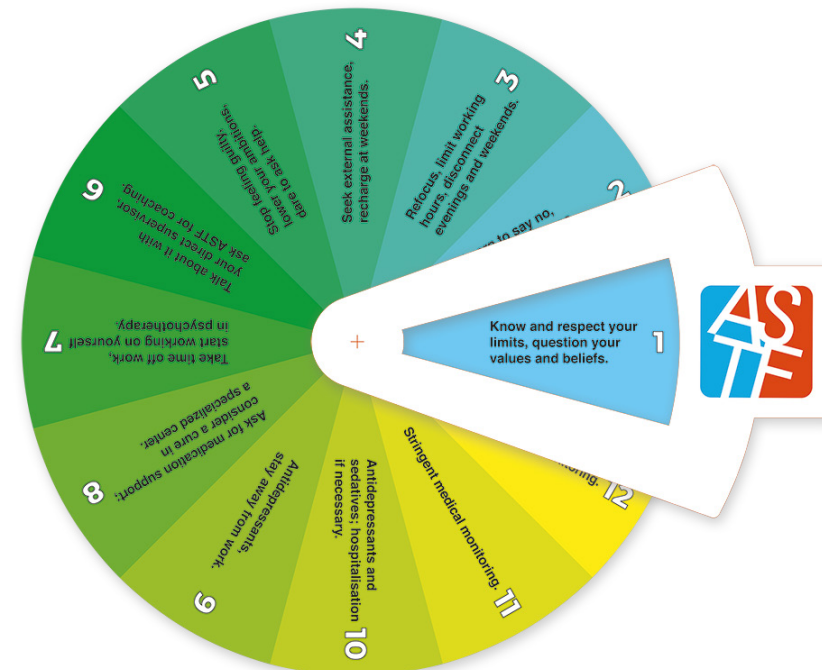 Know and respect your
limits, question your
values and beliefs.
1
2
to say no,
3
Refocus, limit working
hours, disconnect
evenings and weekends.
4
Seek external assistance,
recharge at weekends.
5
Stop feeling guilty,
lower your ambitions,
dare to ask help.
6
Talk about it with
your direct supervisor,
ask ASTF for coaching.
7
Take time off work,
start working on yourself
in psychotherapy.
8
Ask for medication support;
consider a cure in
a specialized center.
9
Antidepressants,
stay away from work.
10
Antidepressants and
sedatives; hospitalisation
if necessary.
11
Stringent medical monitoring.
12
ASTF